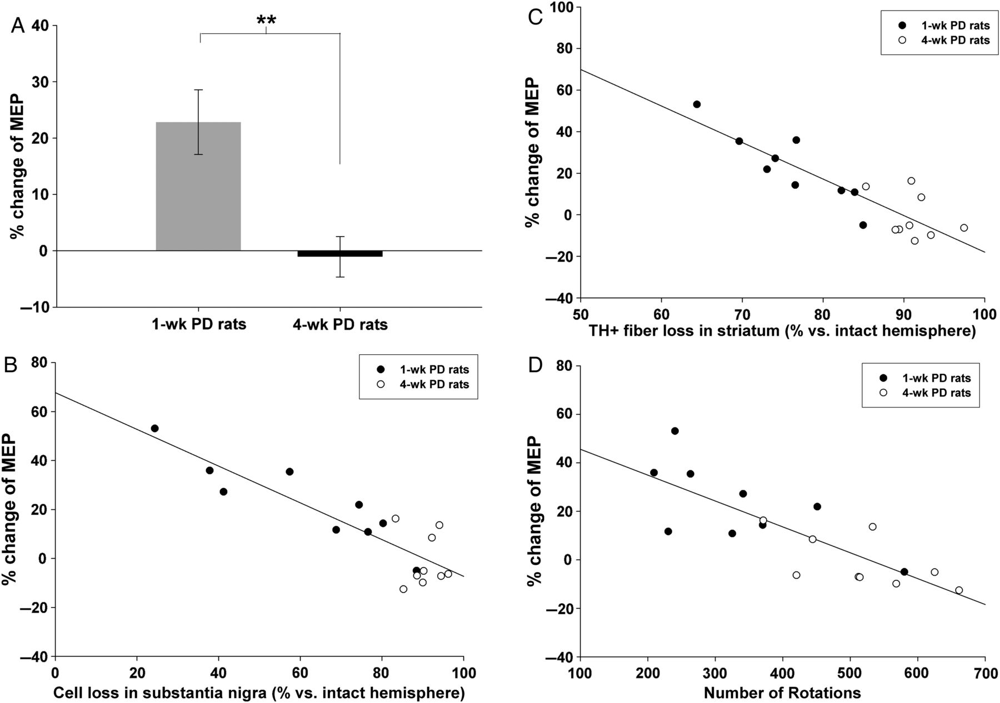 A
**
40
30
20
10
0
–10
% change of MEP
1-wk PD rats
4-wk PD rats
B
80
60
40
20
0
–20
–40
% change of MEP
1-wk PD rats
4-wk PD rats
0 20 40 60 80 100
Cell loss in substantia nigra (% vs. intact hemisphere)
C
100
80
60
40
20
0
–20
–40
% change of MEP
1-wk PD rats
4-wk PD rats
50 60 70 80 90 100
TH+ fiber loss in striatum (% vs. intact hemisphere)
D
80
60
40
20
0
–20
–40
% change of MEP
1-wk PD rats
4-wk PD rats
100 200 300 400 500 600 700
Number of Rotations